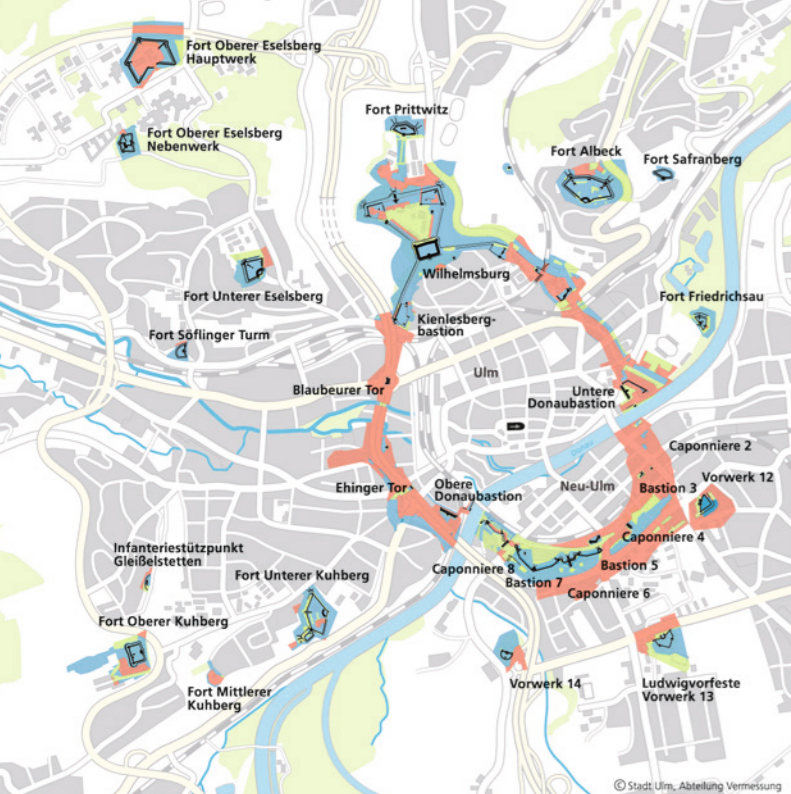 Fort Oberer Eselsberg
Hauptwerk
Fort Prittwitz
Fort Oberer Eselsberg
Nebenwerk
Fort Albeck
Fort Safranberg
Wilhelmsburg
Fort Unterer Eselsberg
Fort Friedrichsau
Kienlesberg-
bastion
Fort Söflinger Turm
Ulm
Blaubeurer Tor
Untere
Donaubastion
Donau
Caponniere 2
Vorwerk 12
Ehinger Tor
Obere
Donaubastion
Neu-Ulm
Bastion 3
Caponniere 4
Infanteriestützpunkt
Gleißelstetten
Caponniere 8
Bastion 5
Fort Unterer Kuhberg
Bastion 7
Caponniere 6
Fort Oberer Kuhberg
Fort Mittlerer
Kuhberg
Vorwerk 14
Ludwigvorfeste
Vorwerk 13
© Stadt Ulm, Abteilung Vermessung